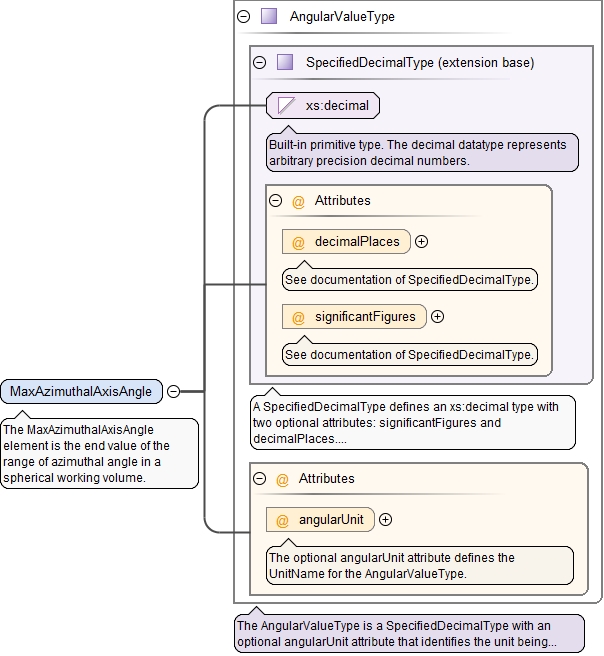 AngularValueType
SpecifiedDecimalType (extension base)
xs:decimal
Built-in primitive type. The decimal datatype represents
arbitrary precision decimal numbers.
@ Attributes
@ decimalPlaces
See documentation of SpecifiedDecimalType.
@ significantFigures
See documentation of SpecifiedDecimalType.
MaxAzimuthalAxisAngle
The MaxAzimuthalAxisAngle
element is the end value of the
range of azimuthal angle in a
spherical working volume.
A SpecifiedDecimalType defines an xs:decimal type with
two optional attributes: significantFigures and
decimalPlaces....
@ Attributes
@ angularUnit
The optional angularUnit attribute defines the
UnitName for the AngularValueType.
The AngularValueType is a SpecifiedDecimalType with an
optional angularUnit attribute that identifies the unit being...